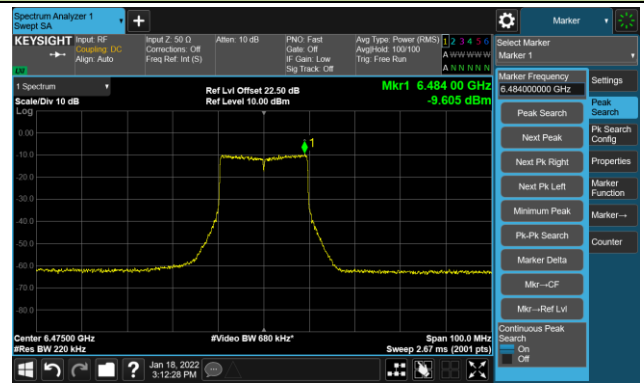 Spectrum Analyzer 1
Swept SA
+
Marker
KEYSIGHT
Input: RF
Coupling: DC
Align: Auto
Input Z: 50 Ω
Corrections: Off
Freq Ref: Int (S)
Atten: 10 dB
PNO: Fast
Gate: Off
IF Gain: Low
Sig Track: Off
Avg Type: Power (RMS)
Avg|Hold: 100/100
Trig: Free Run
1 2 3 4 5 6
A W W W W W
A N N N N N
Select Marker
Marker 1
1 Spectrum
Scale/Div 10 dB
Log
Ref Lvl Offset 22.50 dB
Ref Level 10.00 dBm
Mkr1 6.484 00 GHz
-9.605 dBm
0.00
-10.0
-20.0
-30.0
-40.0
-50.0
-60.0
-70.0
-80.0
1
Center 6.47500 GHz
#Res BW 220 kHz
#Video BW 680 kHz*
Span 100.0 MHz
Sweep 2.67 ms (2001 pts)
Marker Frequency
6.484000000 GHz
Peak Search
Next Peak
Next Pk Right
Next Pk Left
Minimum Peak
Pk-Pk Search
Marker Delta
Mkr→CF
Mkr→Ref Lvl
Continuous Peak
Search
On
Off
Settings
Peak
Search
Pk Search
Config
Properties
Marker
Function
Marker→
Counter
?
Jan 18, 2022
3:12:28 PM